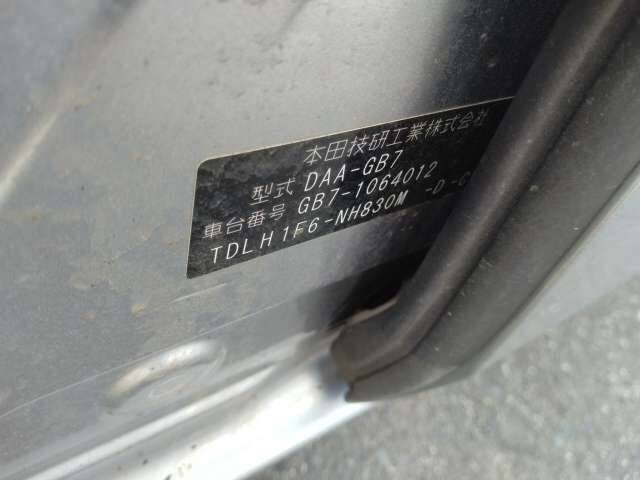 本田技研工業株式会社
型式 DAA-GB7
車台番号 GB7-1064012
TDLH1F6-NH830M -D -C